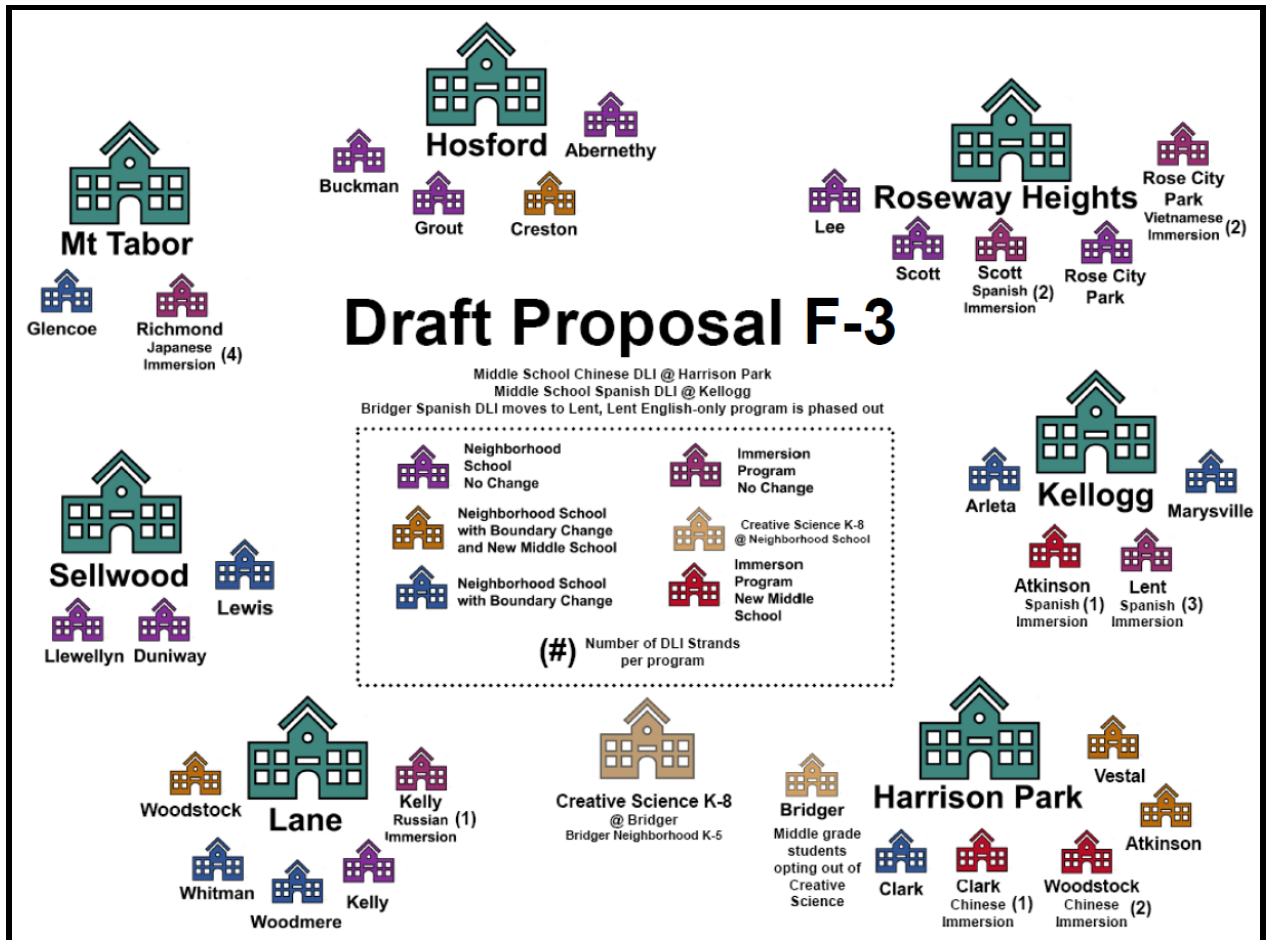 Hosford
Buckman
Abernethy
Grout
Creston
Mt Tabor
Glencoe
Richmond
Japanese
Immersion (4)
Roseway Heights
Lee
Scott
Scott
Spanish
Immersion (2)
Rose City
Park
Rose City
Park
Vietnamese
Immersion (2)
Draft Proposal F-3
Middle School Chinese DLI @ Harrison Park
Middle School Spanish DLI @ Kellogg
Bridger Spanish DLI moves to Lent, Lent English-only program is phased out
Neighborhood
School
No Change
Immersion
Program
No Change
Neighborhood School
with Boundary Change
and New Middle School
Creative Science K-8
@ Neighborhood School
Neighborhood School
with Boundary Change
Immerson
Program
New Middle
School
(#) Number of DLI Strands
per program
Sellwood
Lewis
Llewellyn
Duniway
Kellogg
Arleta
Marysville
Atkinson
Spanish (1)
Immersion
Lent
Spanish (3)
Immersion
Lane
Woodstock
Kelly
Russian (1)
Immersion
Whitman
Woodmere
Kelly
Creative Science K-8
@ Bridger
Bridger Neighborhood K-5
Bridger
Middle grade
students
opting out of
Creative
Science
Harrison Park
Vestal
Atkinson
Clark
Clark
Chinese (1)
Immersion
Woodstock
Chinese (2)
Immersion